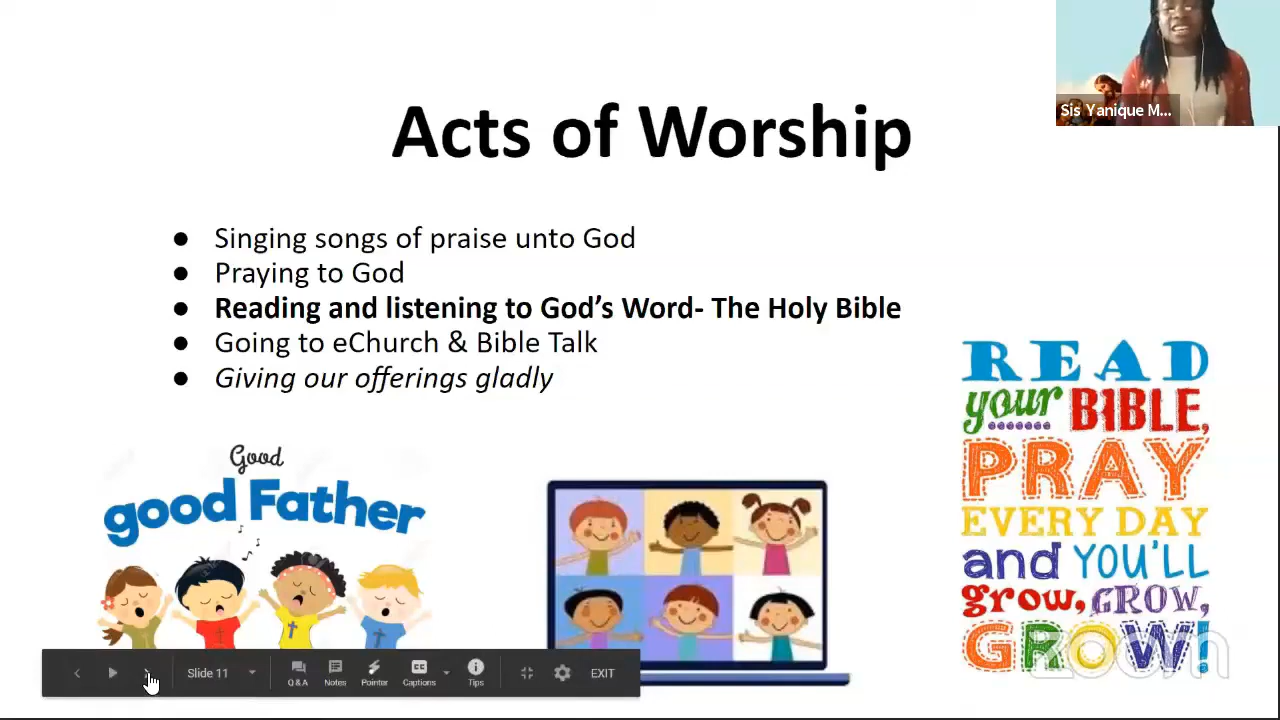 Sis Yanique M...
Acts of Worship
● Singing songs of praise unto God
● Praying to God
● Reading and listening to God's Word- The Holy Bible
● Going to eChurch & Bible Talk
● Giving our offerings gladly
READ
your BIBLE,
PRAY
EVERY DAY
and YOU'LL
grow, GROW,
GROW!
Good
good Father
Slide 11
Q & A
Notes
Pointer
Captions
Tips
EXIT
zoom